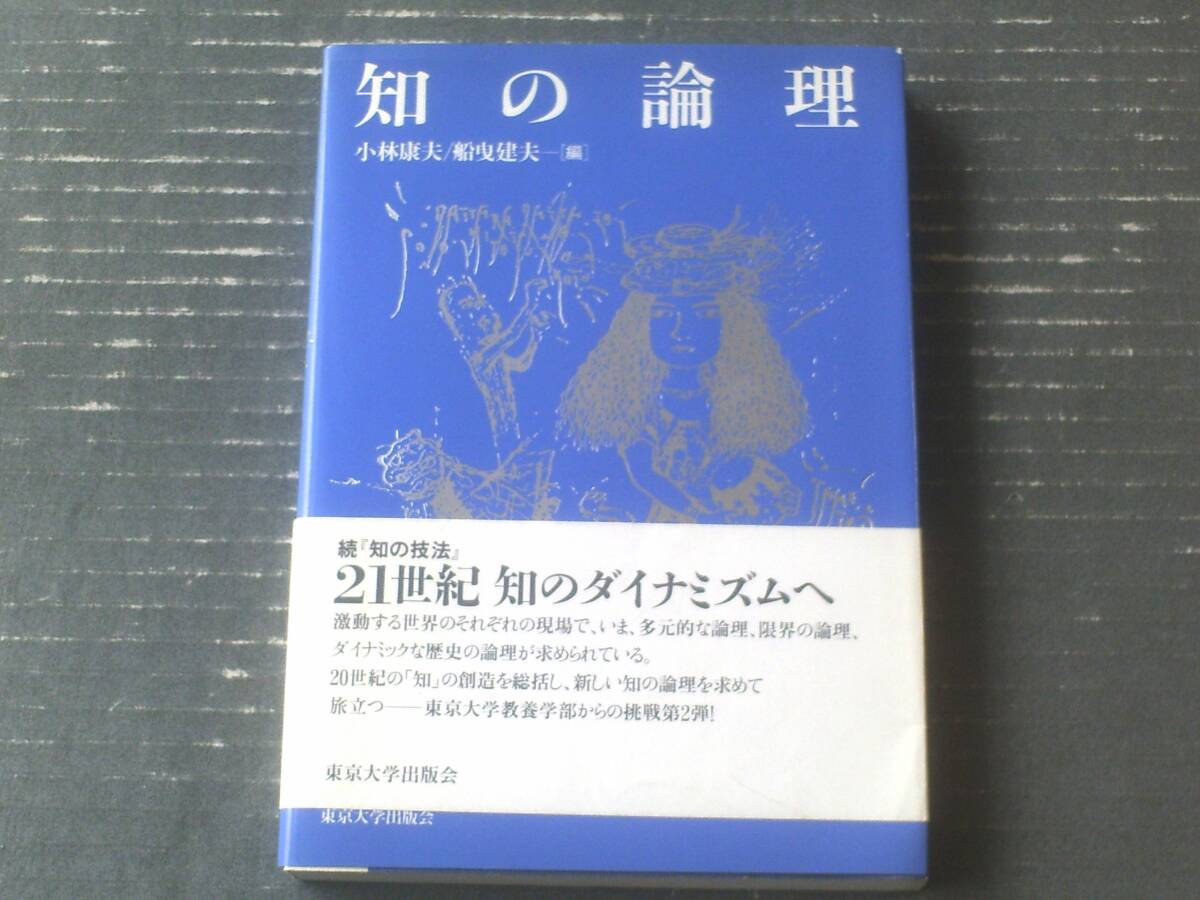 知の論理
小林康夫/船曳建夫―[編]
続『知の技法』
21世紀 知のダイナミズムへ
激動する世界のそれぞれの現場で、いま、多元的な論理、限界の論理、
ダイナミックな歴史の論理が求められている。
20世紀の「知」の創造を総括し、新しい知の論理を求めて
旅立つ――東京大学教養学部からの挑戦第2弾!
東京大学出版会
東京大学出版会